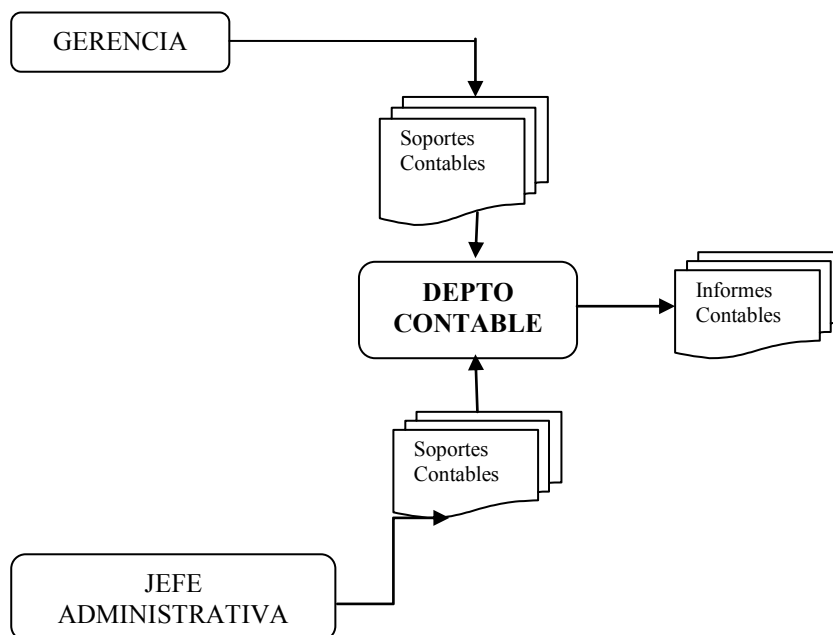 GERENCIA
Soportes
Contables
DEPTO
CONTABLE
Informes
Contables
Soportes
Contables
JEFE
ADMINISTRATIVA